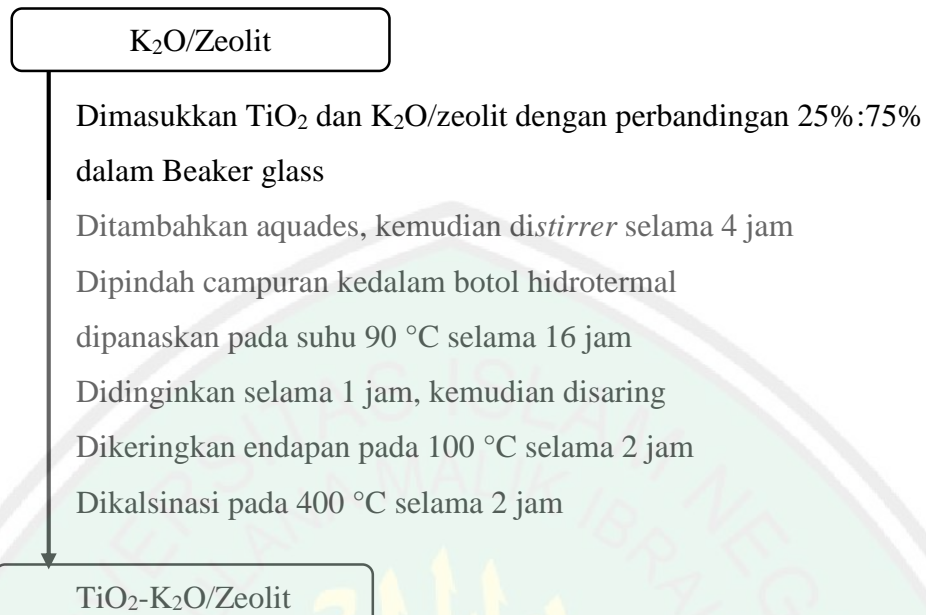 K₂O/Zeolit
Dimasukkan TiO₂ dan K₂O/zeolit dengan perbandingan 25%:75%
dalam Beaker glass
Ditambahkan aquades, kemudian distirrer selama 4 jam
Dipindah campuran kedalam botol hidrotermal
dipanaskan pada suhu 90 °C selama 16 jam
Didinginkan selama 1 jam, kemudian disaring
Dikeringkan endapan pada 100 °C selama 2 jam
Dikalsinasi pada 400 °C selama 2 jam
TiO₂-K₂O/Zeolit